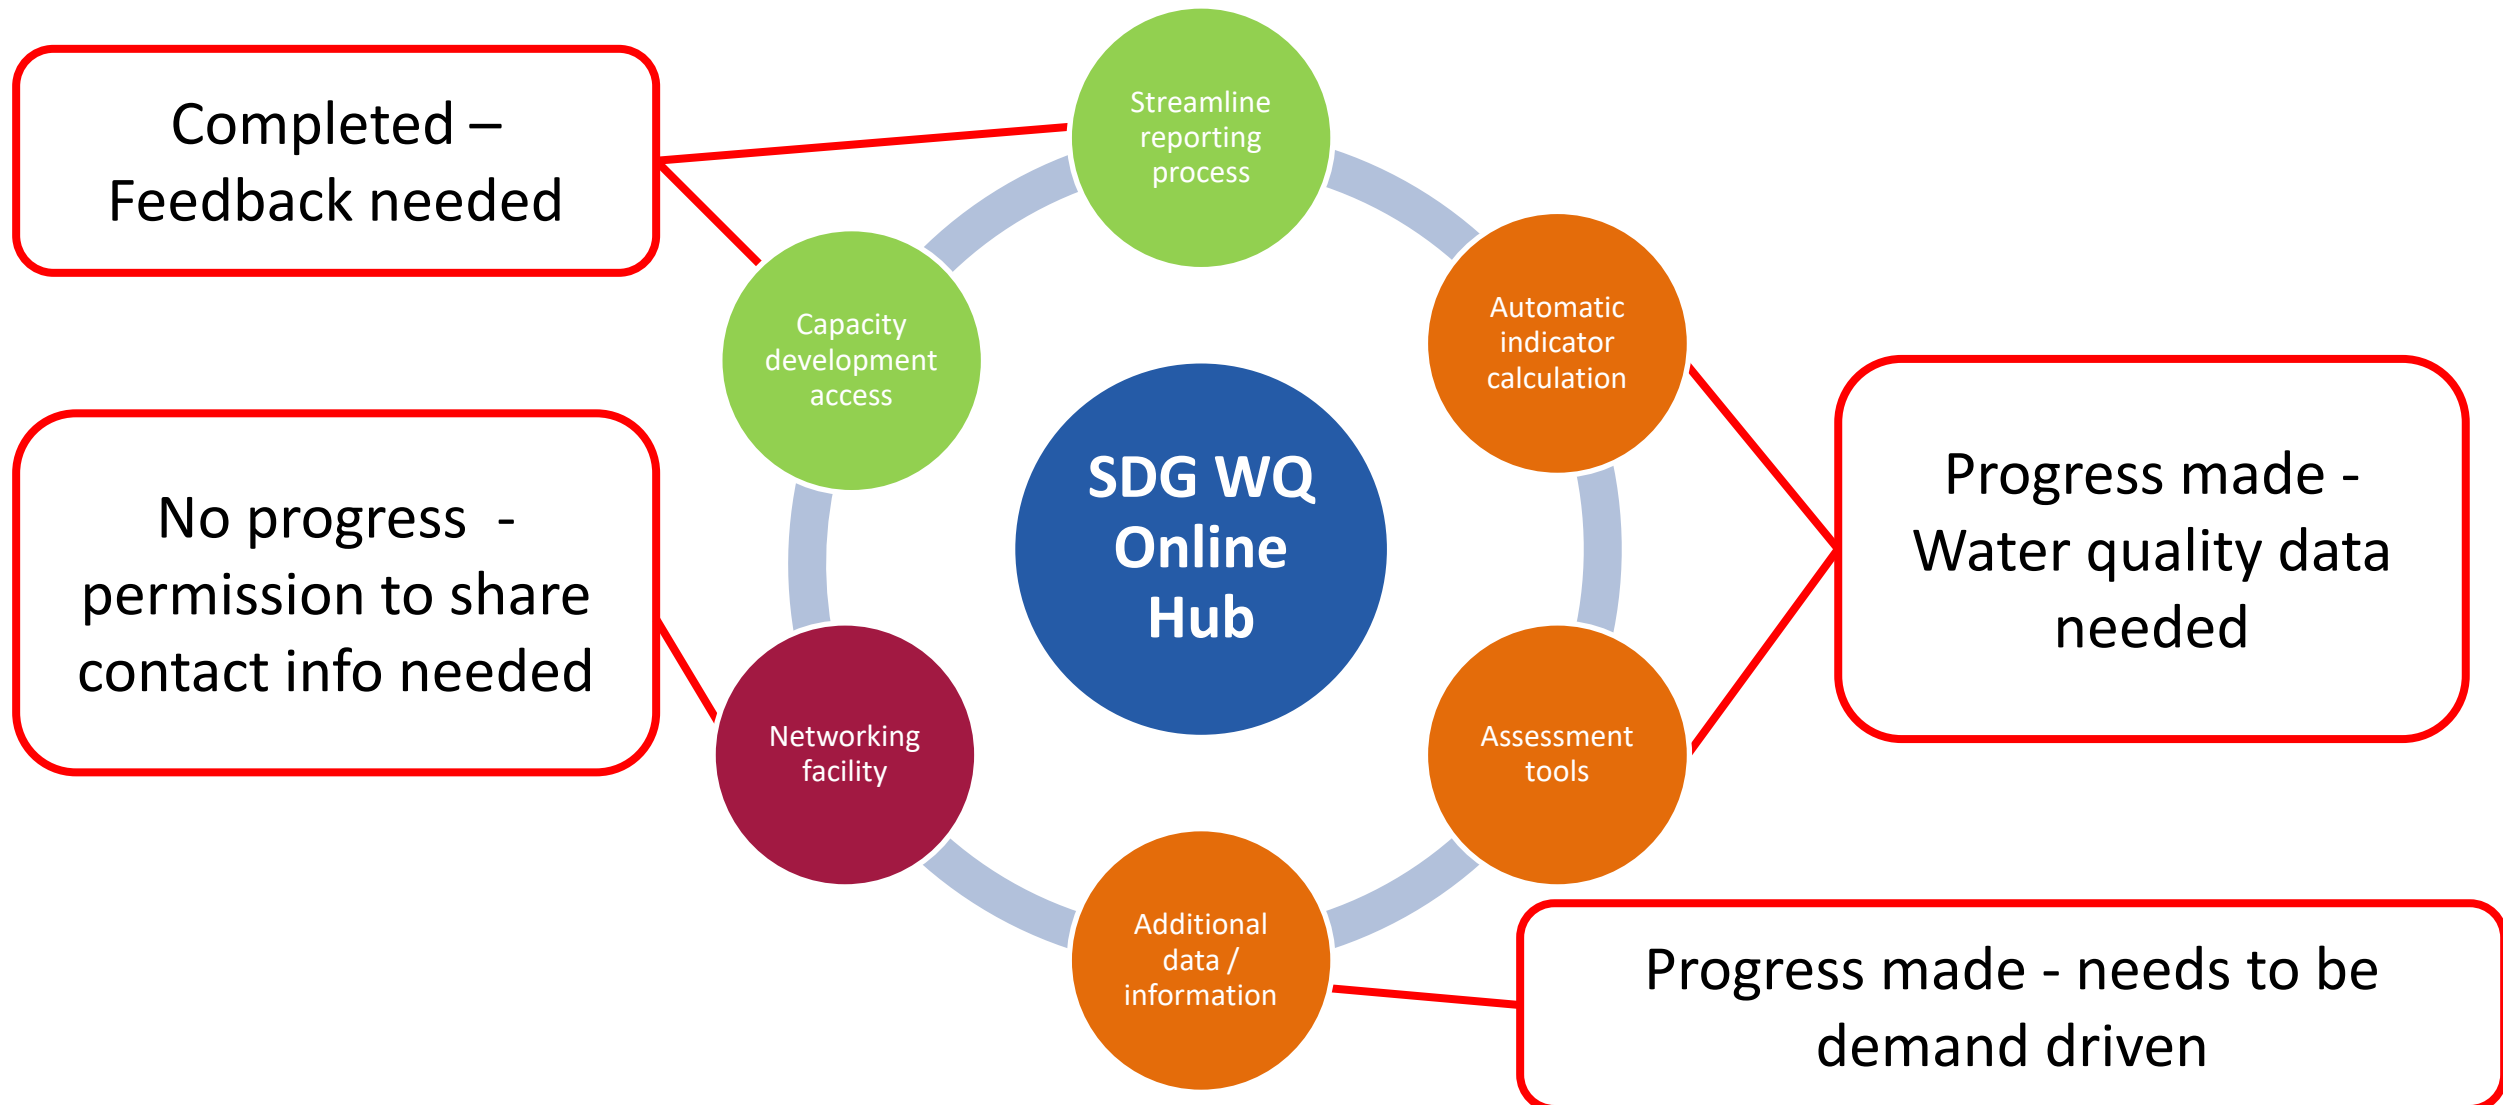 Completed –
Feedback needed
Streamline
reporting
process
Capacity
development
access
Automatic
indicator
calculation
SDG WQ
Online
Hub
Progress made -
Water quality data
needed
No progress  -
permission to share
contact info needed
Networking
facility
Assessment
tools
Additional
data /
information
Progress made - needs to be
demand driven